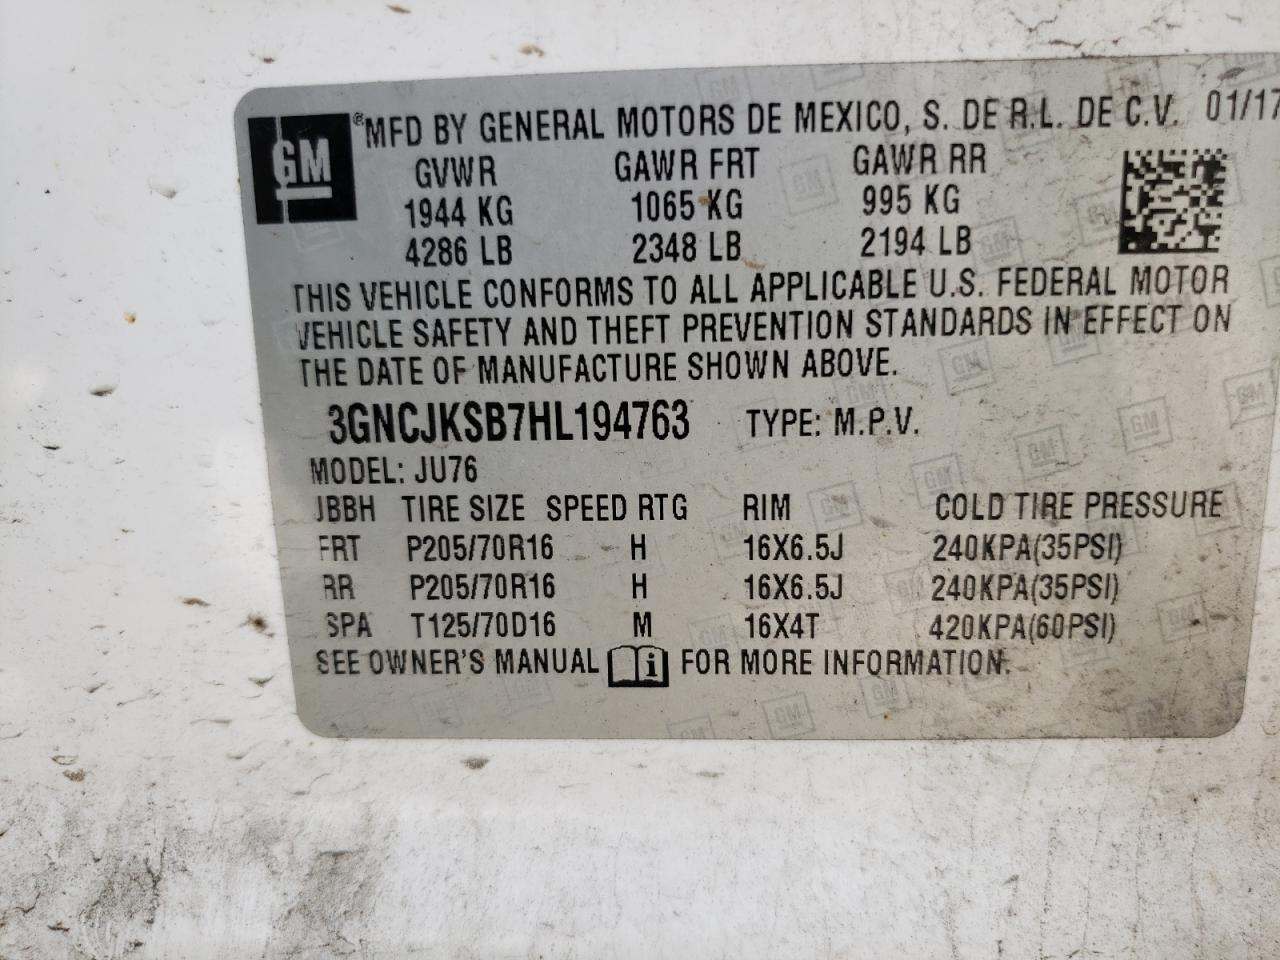 GM ® MFD BY GENERAL MOTORS DE MEXICO, S. DE R.L. DE C.V. 01/17
GVWR GAWR FRT GAWR RR
1944 KG 1065 KG 995 KG
4286 LB 2348 LB 2194 LB
THIS VEHICLE CONFORMS TO ALL APPLICABLE U.S. FEDERAL MOTOR
VEHICLE SAFETY AND THEFT PREVENTION STANDARDS IN EFFECT ON
THE DATE OF MANUFACTURE SHOWN ABOVE.
3GNCJKSB7HL194763 TYPE: M.P.V.
MODEL: JU76
JBBH TIRE SIZE SPEED RTG RIM COLD TIRE PRESSURE
FRT P205/70R16 H 16X6.5J 240KPA(35PSI)
RR P205/70R16 H 16X6.5J 240KPA(35PSI)
SPA T125/70D16 M 16X4T 420KPA(60PSI)
SEE OWNER'S MANUAL i FOR MORE INFORMATION.